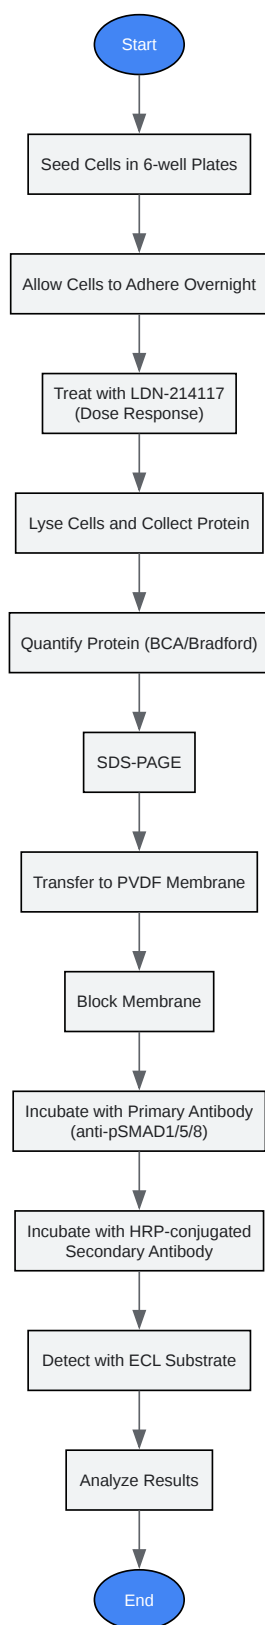 Start
Seed Cells in 6-well Plates
Allow Cells to Adhere Overnight
Treat with LDN-214117
(Dose Response)
Lyse Cells and Collect Protein
Quantify Protein (BCA/Bradford)
SDS-PAGE
Transfer to PVDF Membrane
Block Membrane
Incubate with Primary Antibody
(anti-pSMAD1/5/8)
Incubate with HRP-conjugated
Secondary Antibody
Detect with ECL Substrate
Analyze Results
End